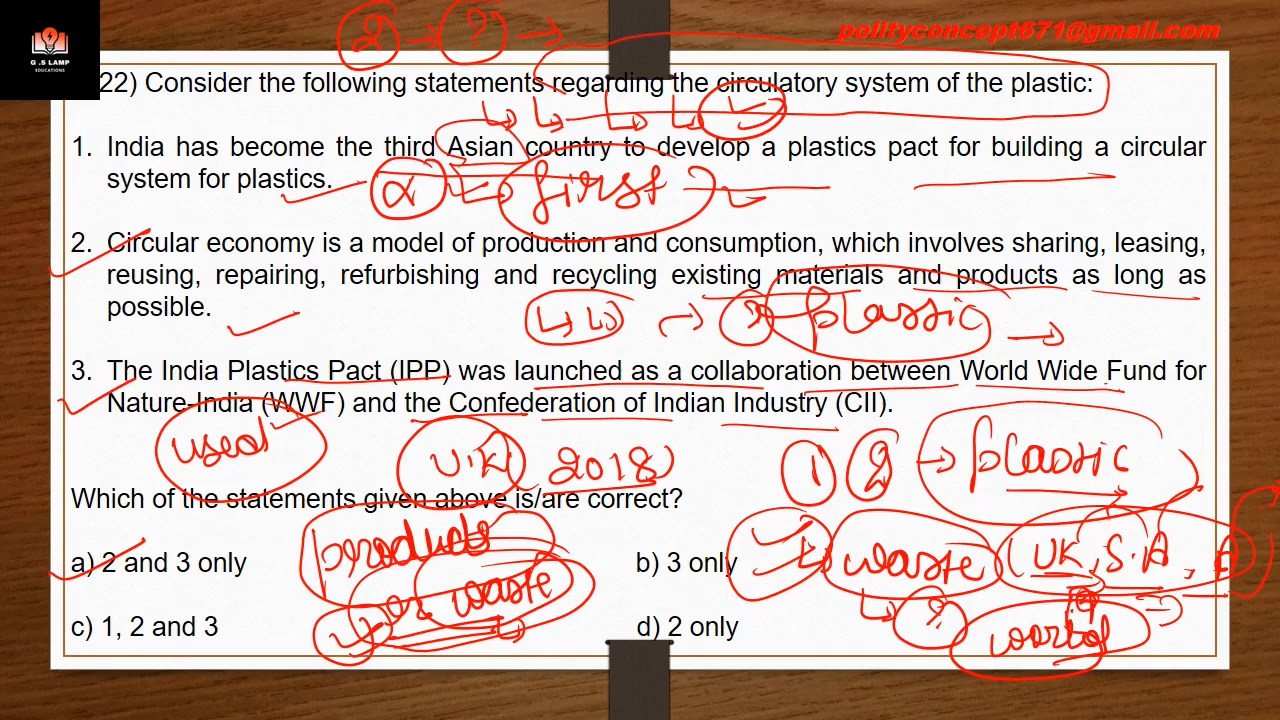 polityconcept671@gmail.com
G .S LAMP
EDUCATIONS
22) Consider the following statements regarding the circulatory system of the plastic:
1. India has become the third Asian country to develop a plastics pact for building a circular
system for plastics.
first
2. Circular economy is a model of production and consumption, which involves sharing, leasing,
reusing, repairing, refurbishing and recycling existing materials and products as long as
possible.
plassic
3. The India Plastics Pact (IPP) was launched as a collaboration between World Wide Fund for
Nature-India (WWF) and the Confederation of Indian Industry (CII).
used U.K 2018 1 2 plassic
Which of the statements given above is/are correct?
products
a) 2 and 3 only b) 3 only waste (UK, S.A,
waste
c) 1, 2 and 3 d) 2 only